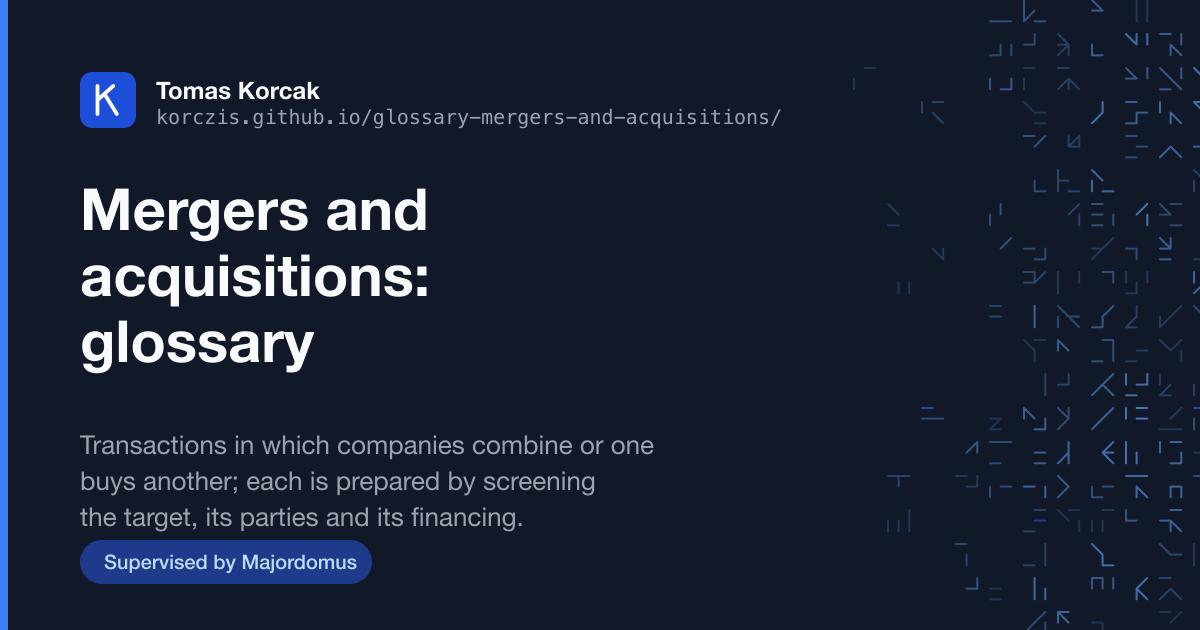 K
Tomas Korcak
korczis.github.io/glossary-mergers-and-acquisitions/
Mergers and
acquisitions:
glossary
Transactions in which companies combine or one
buys another; each is prepared by screening
the target, its parties and its financing.
Supervised by Majordomus